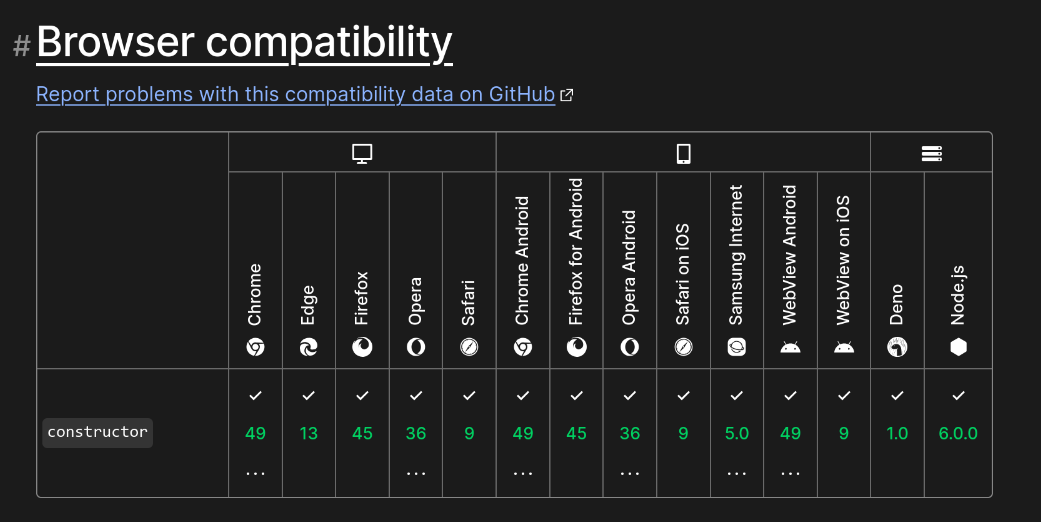 # Browser compatibility
Report problems with this compatibility data on GitHub
Chrome
Edge
Firefox
Opera
Safari
Chrome Android
Firefox for Android
Opera Android
Safari on iOS
Samsung Internet
WebView Android
WebView on iOS
Deno
Node.js
constructor
49 13 45 36 9 49 45 36 9 5.0 49 9 1.0 6.0.0
... ... ... ... ... ...